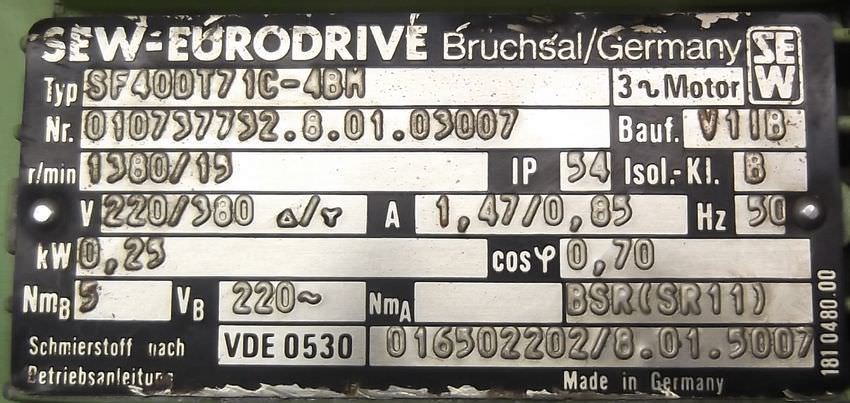 SEW-EURODRIVE Bruchsal/Germany SEW
Typ SF40DT71C-4BM 3~Motor
Nr. 010737732.8.01.03007 Bauf. V1IB
r/min 1380/19 IP 54 Isol.-Kl. B
V 220/380 △/Y A 1,47/0,85 Hz 50
kW 0,25 cosφ 0,70
NmB 5 VB 220~ NmA BSR(SR11)
Schmierstoff nach VDE 0530 016502202/8.01.5007
Betriebsanleitung Made in Germany
181 0480 00